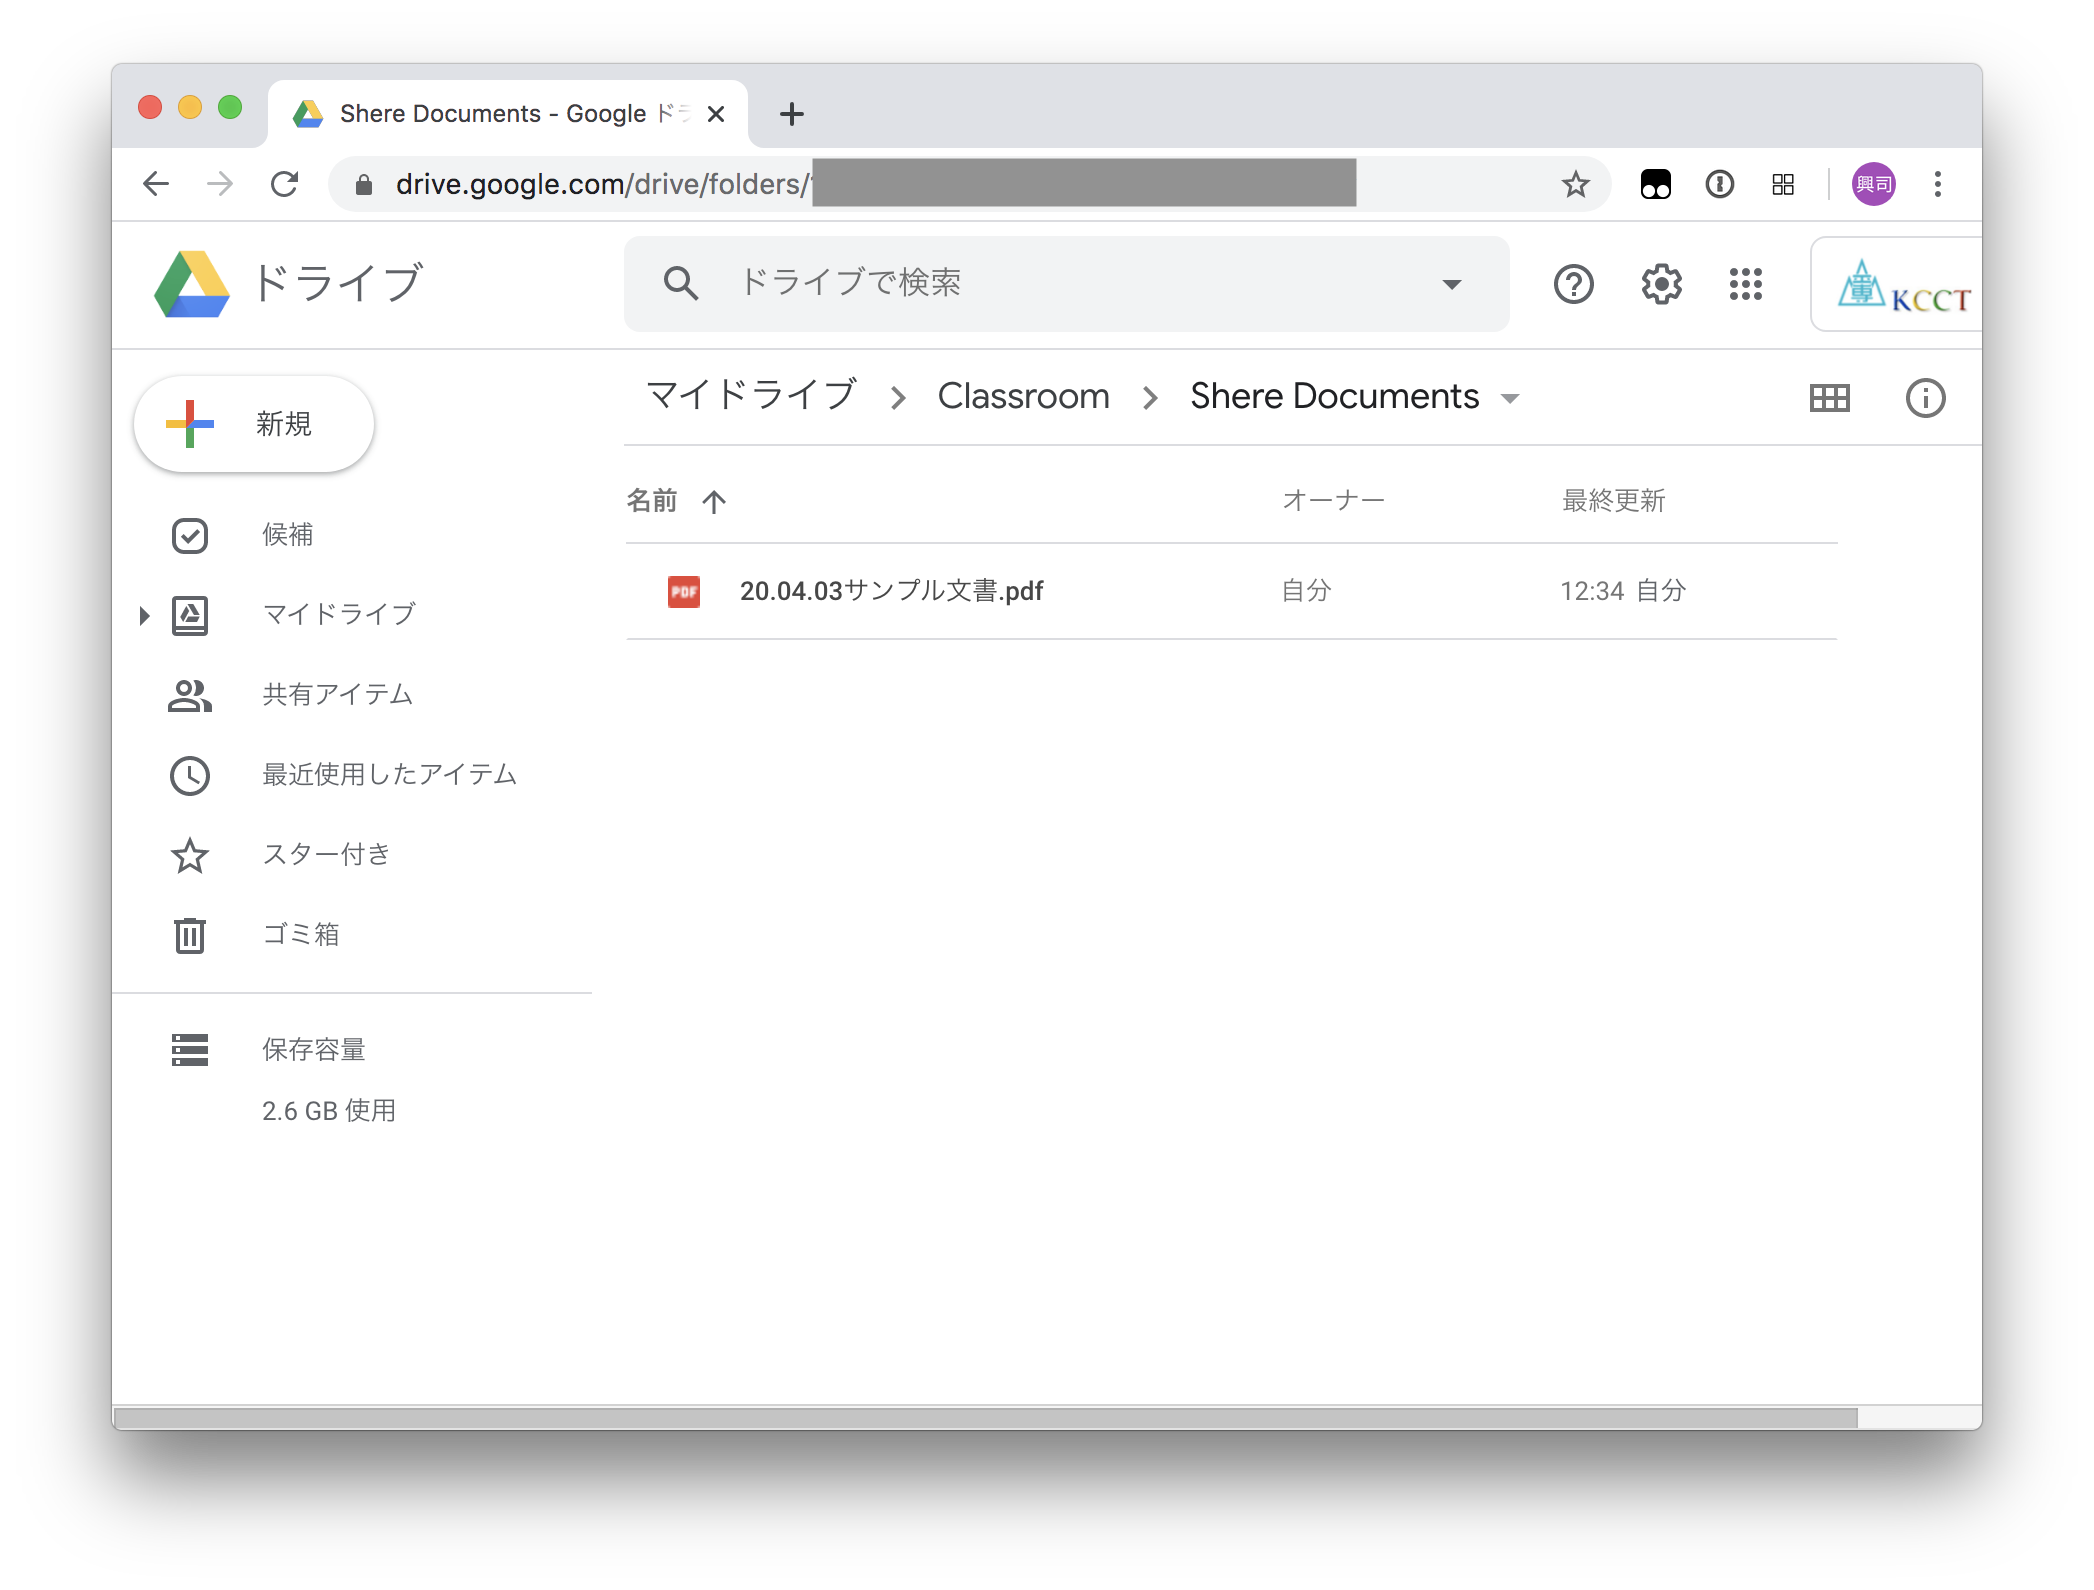 Shere Documents - Google ドラ
drive.google.com/drive/folders/
興司
ドライブ
ドライブで検索
KCCT
新規
マイドライブ > Classroom > Shere Documents
名前 オーナー 最終更新
候補
PDF 20.04.03サンプル文書.pdf 自分 12:34 自分
マイドライブ
共有アイテム
最近使用したアイテム
スター付き
ゴミ箱
保存容量
2.6 GB 使用